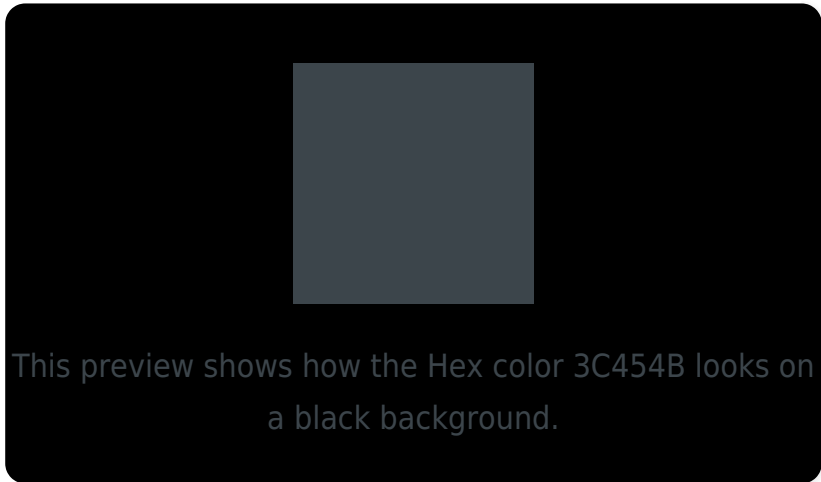 This preview shows how the Hex color 3C454B looks on
a black background.